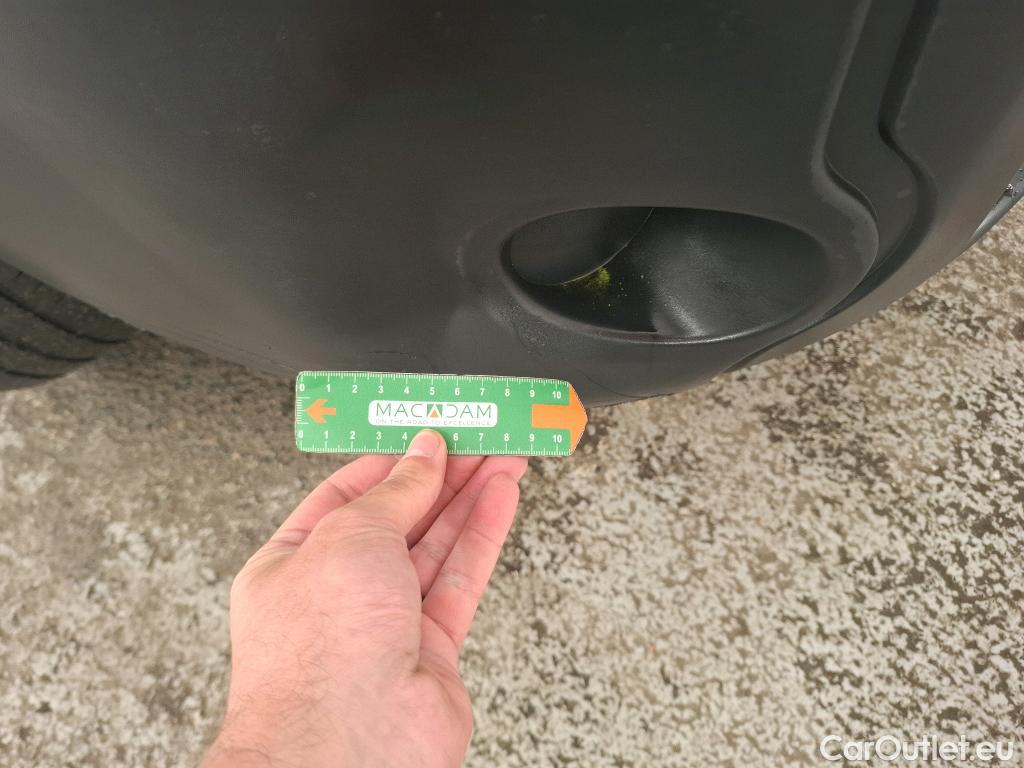 0 1 2 3 4 5 6 7 8 9 10
MACADAM
ON THE ROAD TO EXCELLENCE
0 1 2 3 4 6 7 8 9 10
CarOutlet.eu